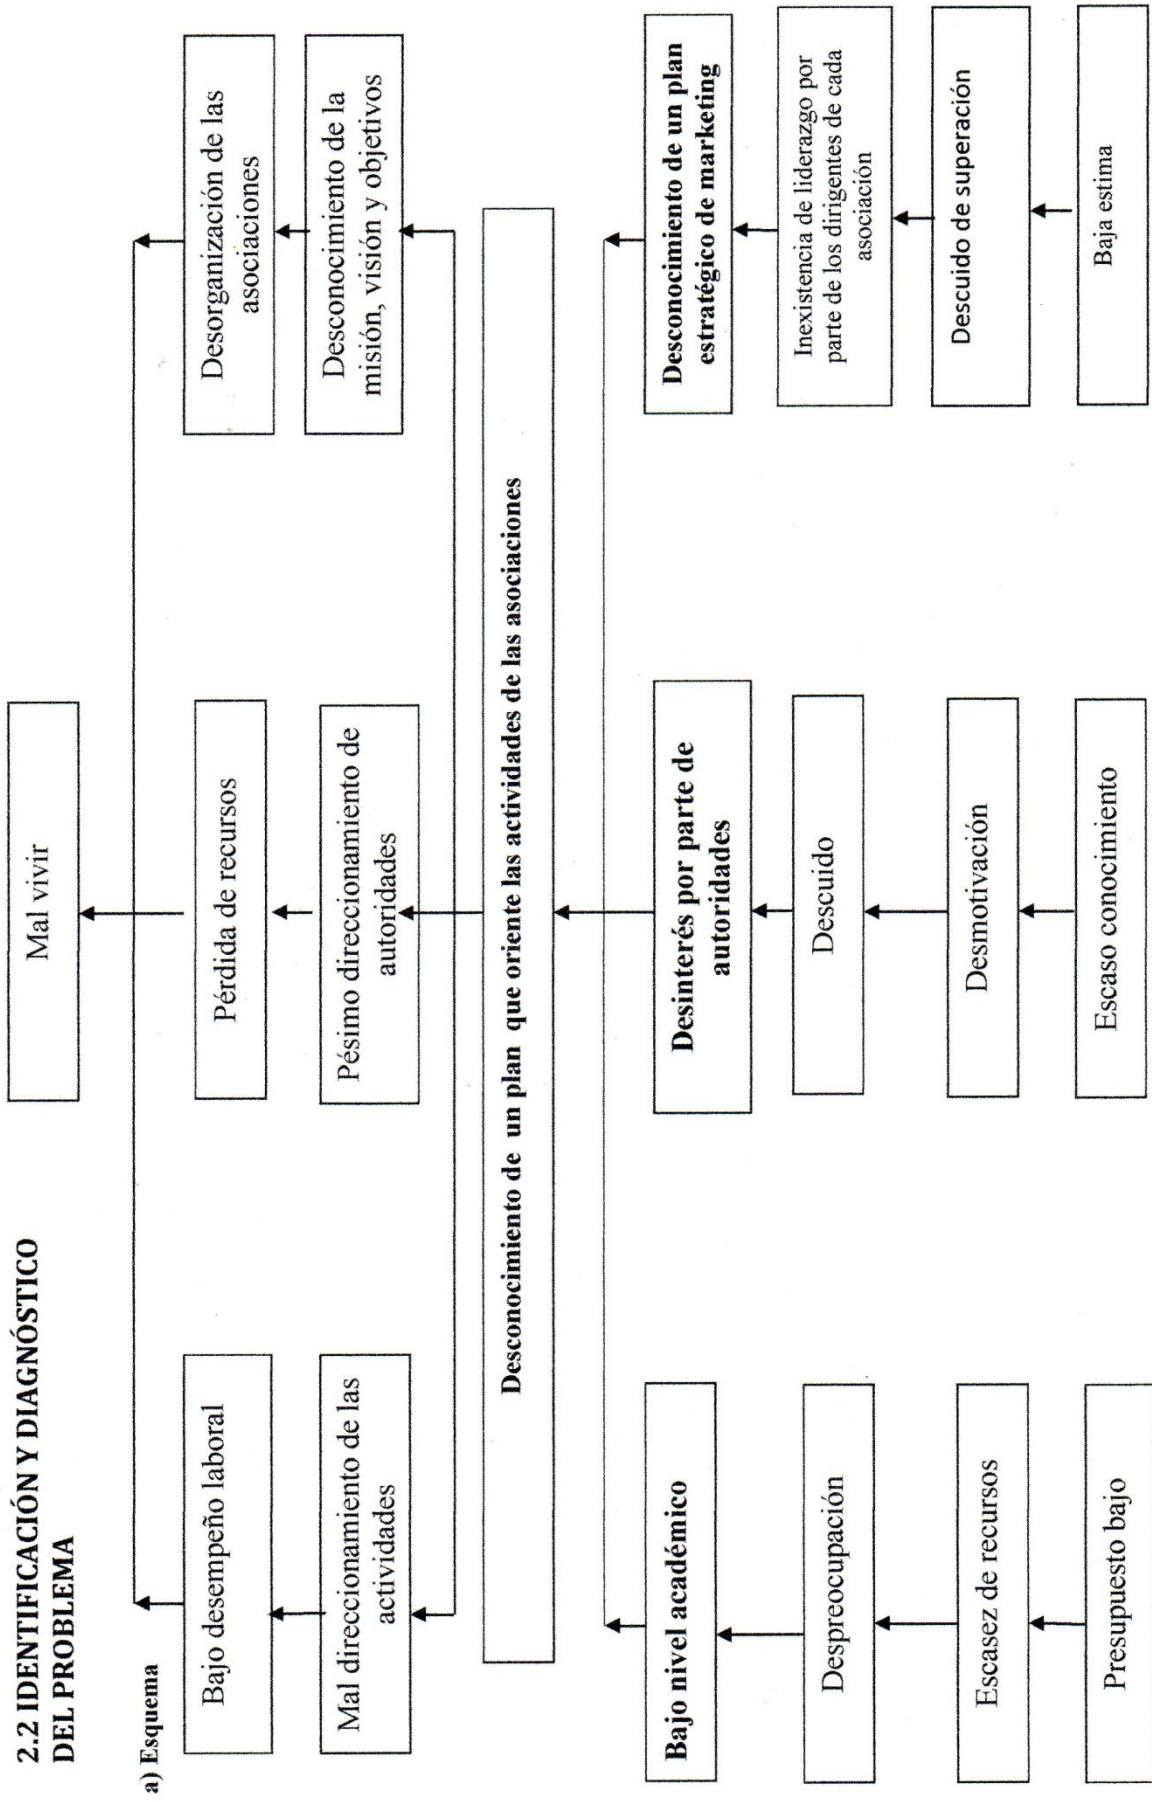 2.2 IDENTIFICACIÓN Y DIAGNÓSTICO
DEL PROBLEMA
a) Esquema
Mal vivir
Bajo desempeño laboral
Pérdida de recursos
Desorganización de las
asociaciones
Mal direccionamiento de las
actividades
Pésimo direccionamiento de
autoridades
Desconocimiento de la
misión, visión y objetivos
Desconocimiento de un plan que oriente las actividades de las asociaciones
Bajo nivel académico
Desinterés por parte de
autoridades
Desconocimiento de un plan
estratégico de marketing
Despreocupación
Descuido
Inexistencia de liderazgo por
parte de los dirigentes de cada
asociación
Escasez de recursos
Desmotivación
Descuido de superación
Presupuesto bajo
Escaso conocimiento
Baja estima